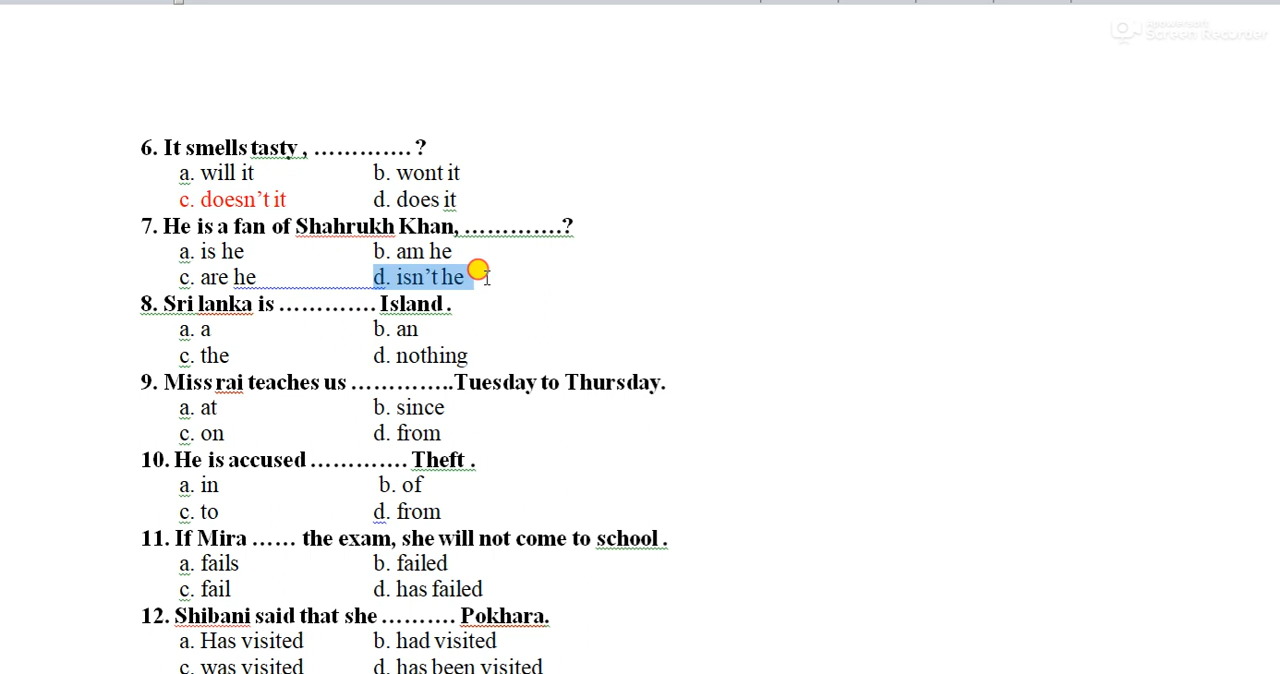 Screen Recorder
6. It smells tasty , ………….?
a. will it b. wont it
c. doesn’t it d. does it
7. He is a fan of Shahrukh Khan, ………….?
a. is he b. am he
c. are he d. isn’t he
8. Sri lanka is …………. Island .
a. a b. an
c. the d. nothing
9. Miss rai teaches us …………..Tuesday to Thursday.
a. at b. since
c. on d. from
10. He is accused …………. Theft .
a. in b. of
c. to d. from
11. If Mira …… the exam, she will not come to school .
a. fails b. failed
c. fail d. has failed
12. Shibani said that she ………. Pokhara.
a. Has visited b. had visited
c. was visited d. has been visited